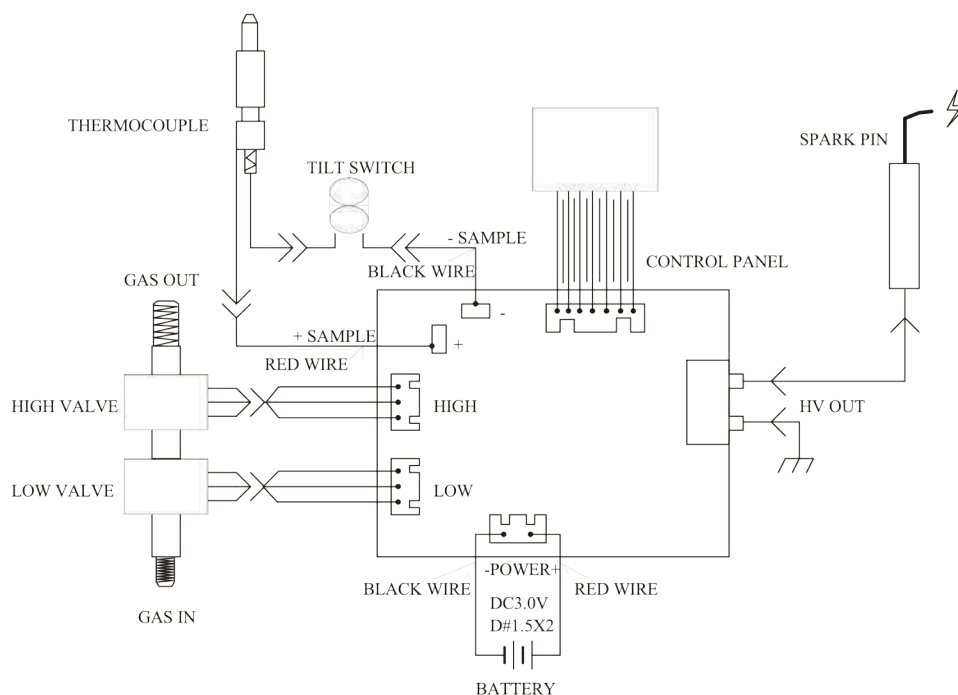 THERMOCOUPLE
TILT SWITCH
SPARK PIN
- SAMPLE
BLACK WIRE
CONTROL PANEL
GAS OUT
-
+ SAMPLE
+
RED WIRE
HIGH VALVE
HIGH
HV OUT
LOW VALVE
LOW
BLACK WIRE
-POWER+
RED WIRE
DC3.0V
D#1.5X2
GAS IN
BATTERY